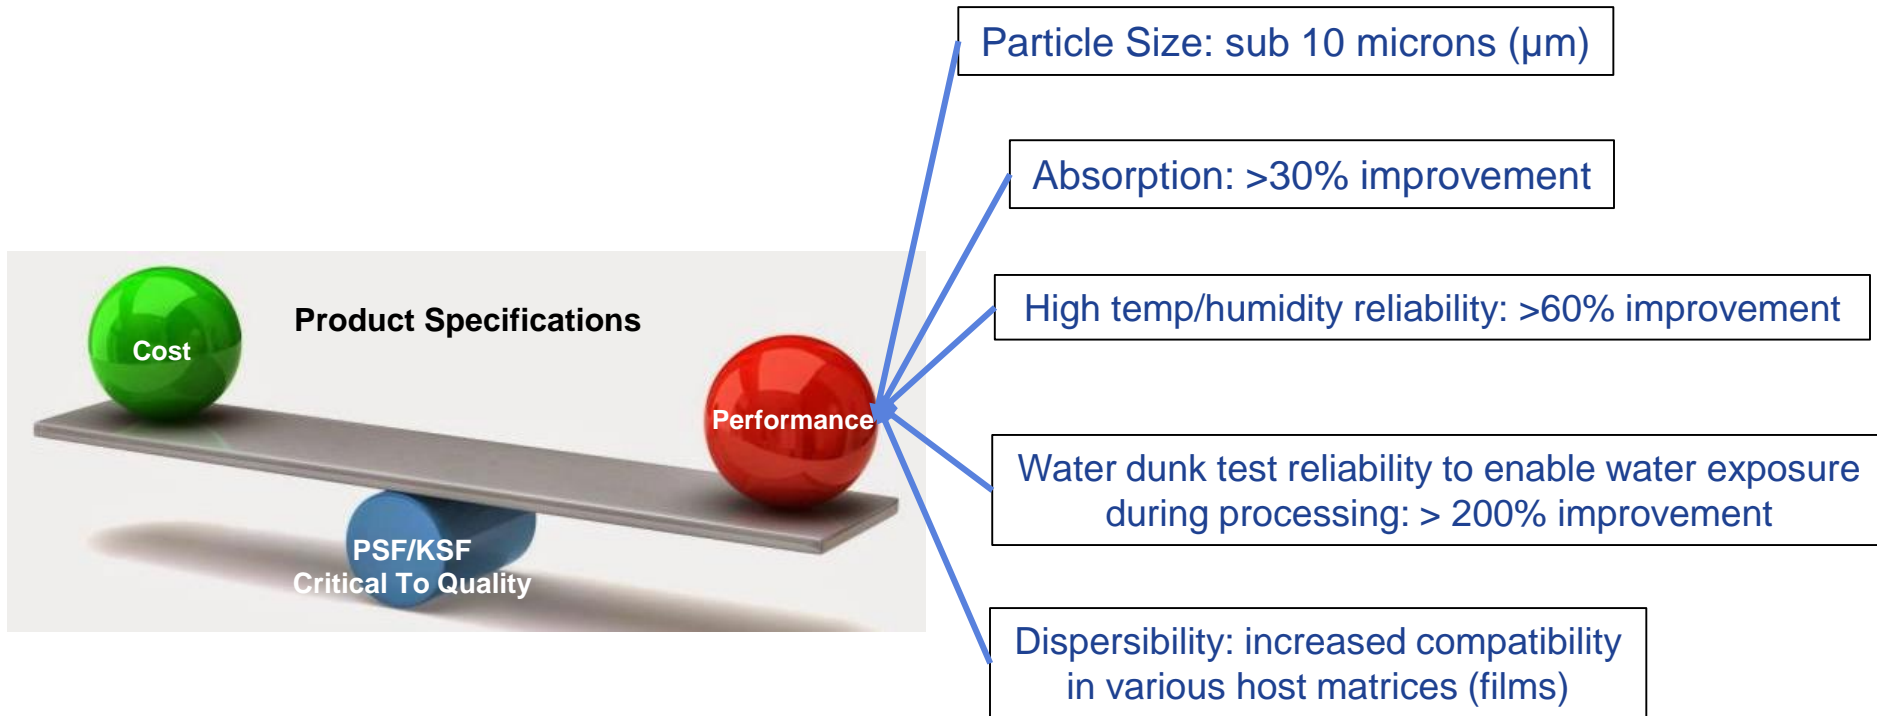 Particle Size: sub 10 microns (µm)
Absorption: >30% improvement
High temp/humidity reliability: >60% improvement
Water dunk test reliability to enable water exposure
during processing: > 200% improvement
Dispersibility: increased compatibility
in various host matrices (films)
Product Specifications
Cost
Performance
PSF/KSF
Critical To Quality